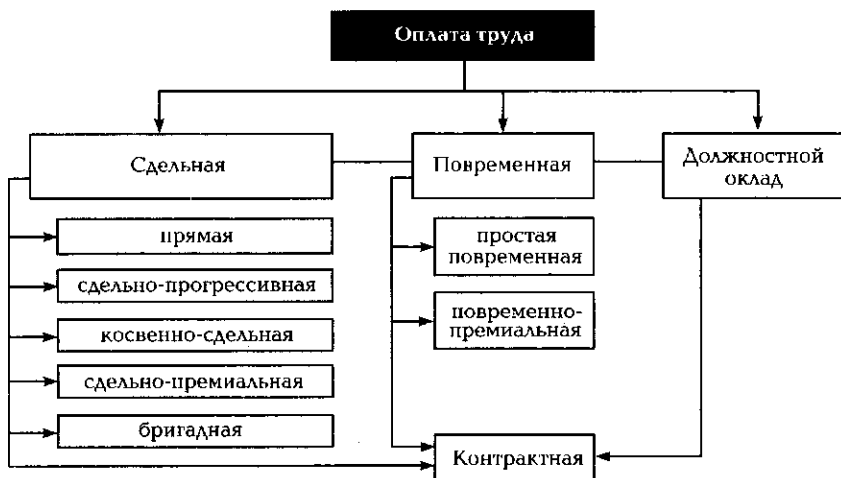 Оплата труда
Сдельная
прямая
сдельно-прогрессивная
косвенно-сдельная
сдельно-премиальная
бригадная
Повременная
простая
повременная
повременно-
премиальная
Должностной
оклад
Контрактная